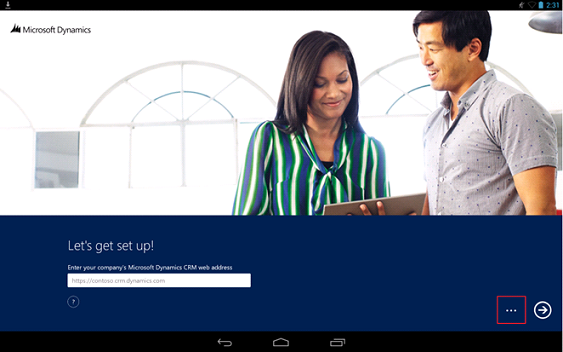 2:31
Microsoft Dynamics
Let's get set up!
Enter your company's Microsoft Dynamics CRM web address
https://contoso.crm.dynamics.com
?
...